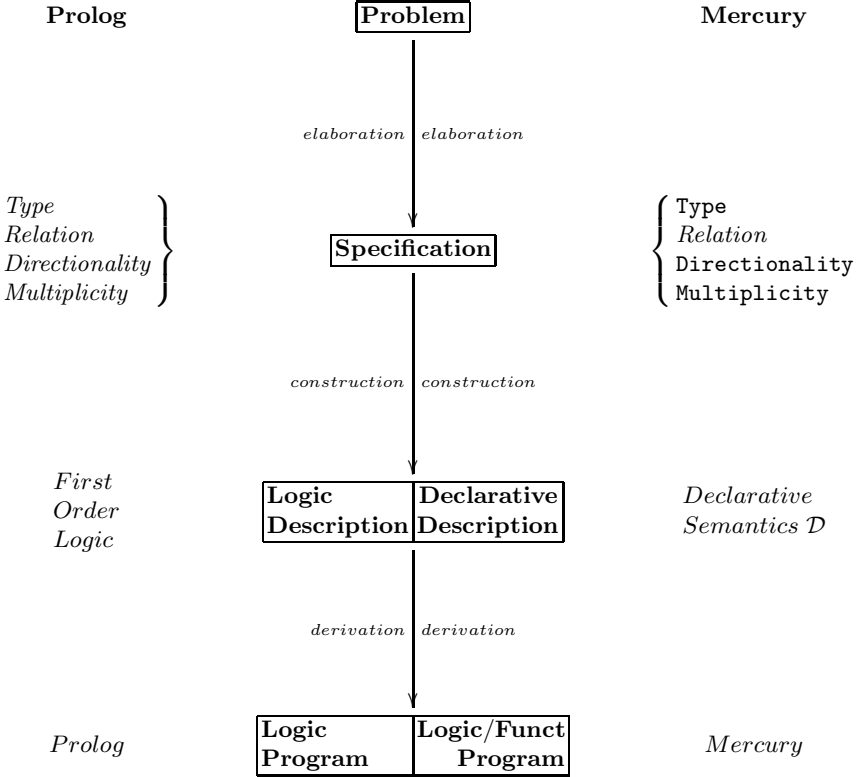 Prolog Problem Mercury
elaboration elaboration
Type
Relation
Directionality
Multiplicity
Specification
Type
Relation
Directionality
Multiplicity
construction construction
First
Order
Logic
Logic
Description
Declarative
Description
Declarative
Semantics 𝒟
derivation derivation
Prolog
Logic
Program
Logic/Funct
Program
Mercury